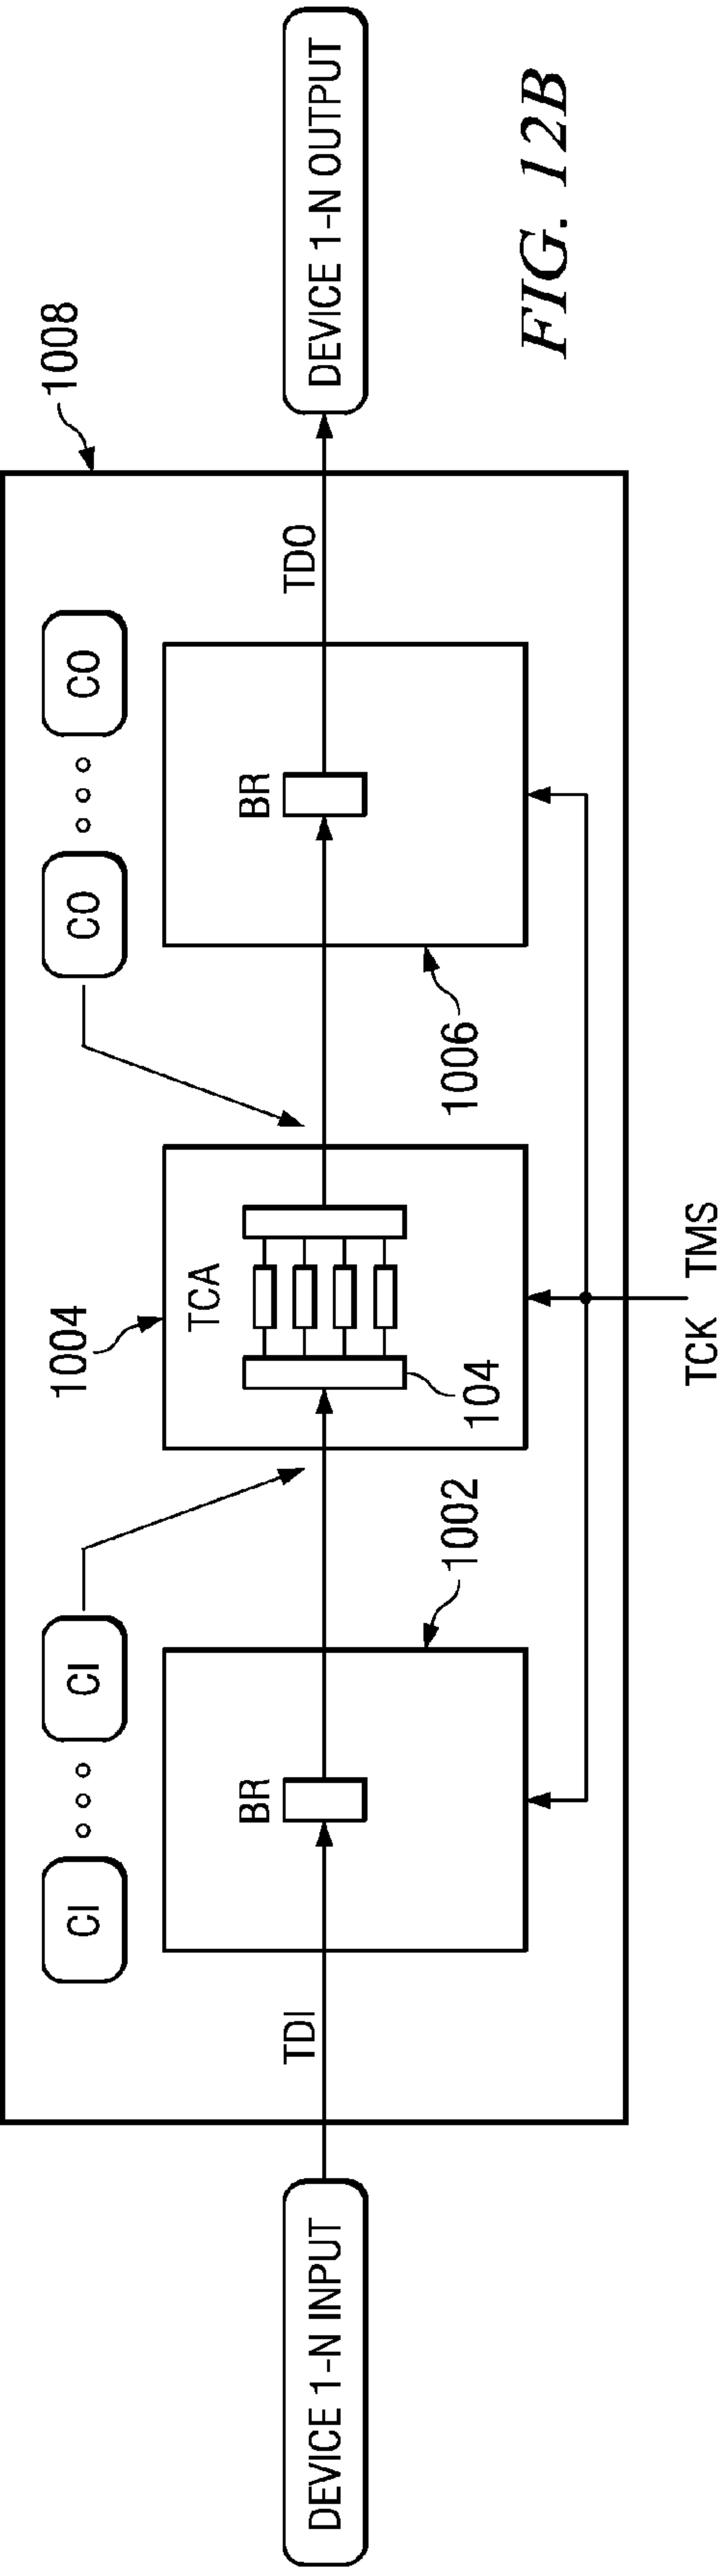 1008
CI
CI
CO
CO
1004
TCA
BR
BR
DEVICE 1-N INPUT
TDI
TDO
DEVICE 1-N OUTPUT
104
1002
1006
TCK TMS
FIG. 12B